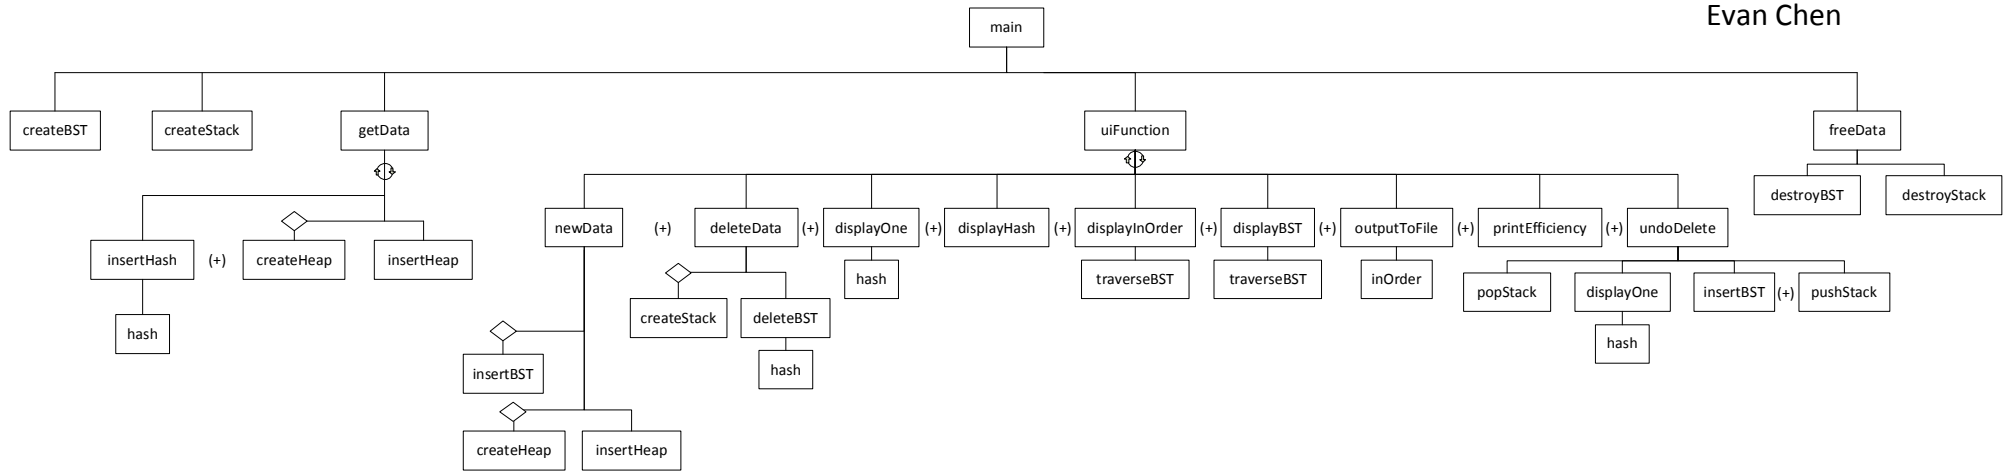 Evan Chen
main
createBST
createStack
getData
uiFunction
freeData
destroyBST
destroyStack
newData
(+)
deleteData
(+)
displayOne
(+)
displayHash
(+)
displayInOrder
(+)
displayBST
(+)
outputToFile
(+)
printEfficiency
(+)
undoDelete
insertHash
(+)
createHeap
insertHeap
hash
traverseBST
traverseBST
inOrder
popStack
displayOne
insertBST
(+)
pushStack
createStack
deleteBST
hash
hash
hash
insertBST
createHeap
insertHeap